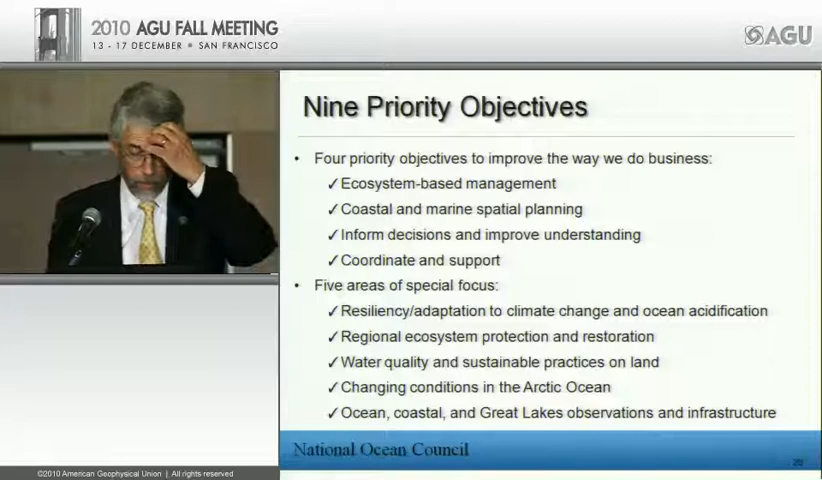 2010 AGU FALL MEETING
13 - 17 DECEMBER SAN FRANCISCO
AGU
Nine Priority Objectives
• Four priority objectives to improve the way we do business:
✓Ecosystem-based management
✓Coastal and marine spatial planning
✓Inform decisions and improve understanding
✓Coordinate and support
• Five areas of special focus:
✓Resiliency/adaptation to climate change and ocean acidification
✓Regional ecosystem protection and restoration
✓Water quality and sustainable practices on land
✓Changing conditions in the Arctic Ocean
✓Ocean, coastal, and Great Lakes observations and infrastructure
National Ocean Council
©2010 American Geophysical Union | All rights reserved